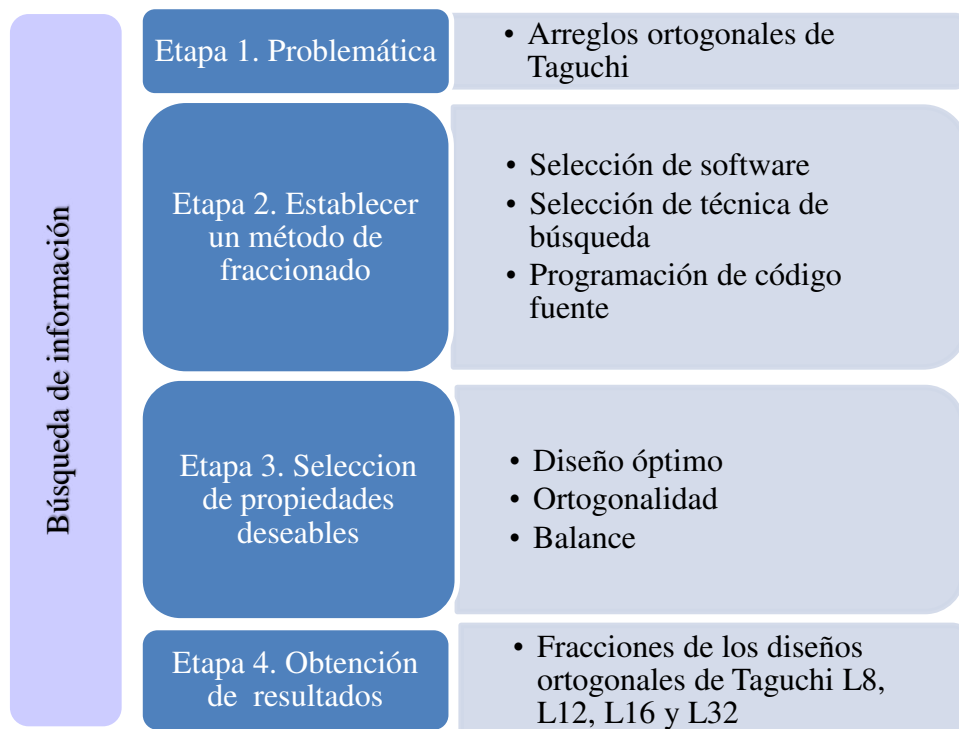 Búsqueda de información
Etapa 1. Problemática
• Arreglos ortogonales de
Taguchi
Etapa 2. Establecer
un método de
fraccionado
• Selección de software
• Selección de técnica de
búsqueda
• Programación de código
fuente
Etapa 3. Seleccion
de propiedades
deseables
• Diseño óptimo
• Ortogonalidad
• Balance
Etapa 4. Obtención
de resultados
• Fracciones de los diseños
ortogonales de Taguchi L8,
L12, L16 y L32